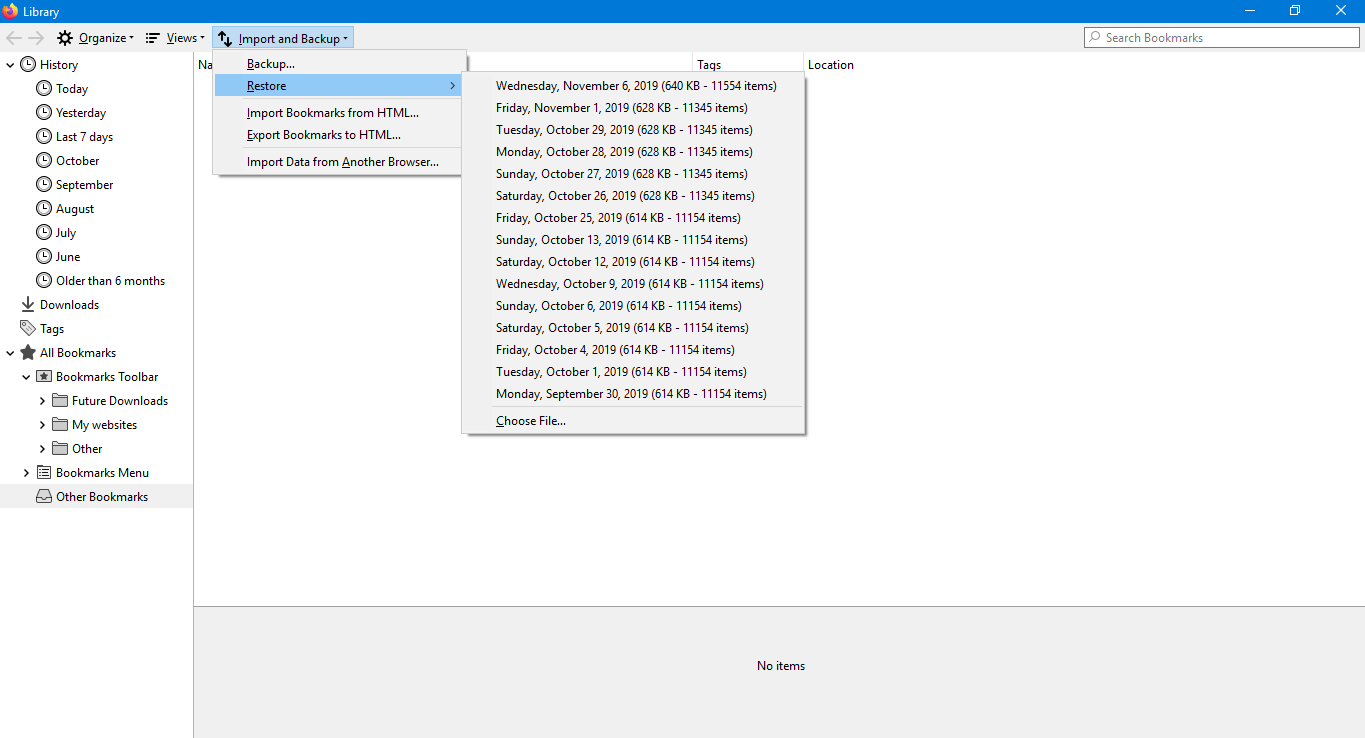 Library
Organize
Views
Import and Backup
Search Bookmarks
History
Today
Yesterday
Last 7 days
October
September
August
July
June
Older than 6 months
Downloads
Tags
All Bookmarks
Bookmarks Toolbar
Future Downloads
My websites
Other
Bookmarks Menu
Other Bookmarks
Na
Tags
Location
Backup...
Restore
Import Bookmarks from HTML...
Export Bookmarks to HTML...
Import Data from Another Browser...
Wednesday, November 6, 2019 (640 KB - 11554 items)
Friday, November 1, 2019 (628 KB - 11345 items)
Tuesday, October 29, 2019 (628 KB - 11345 items)
Monday, October 28, 2019 (628 KB - 11345 items)
Sunday, October 27, 2019 (628 KB - 11345 items)
Saturday, October 26, 2019 (628 KB - 11345 items)
Friday, October 25, 2019 (614 KB - 11154 items)
Sunday, October 13, 2019 (614 KB - 11154 items)
Saturday, October 12, 2019 (614 KB - 11154 items)
Wednesday, October 9, 2019 (614 KB - 11154 items)
Sunday, October 6, 2019 (614 KB - 11154 items)
Saturday, October 5, 2019 (614 KB - 11154 items)
Friday, October 4, 2019 (614 KB - 11154 items)
Tuesday, October 1, 2019 (614 KB - 11154 items)
Monday, September 30, 2019 (614 KB - 11154 items)
Choose File...
No items